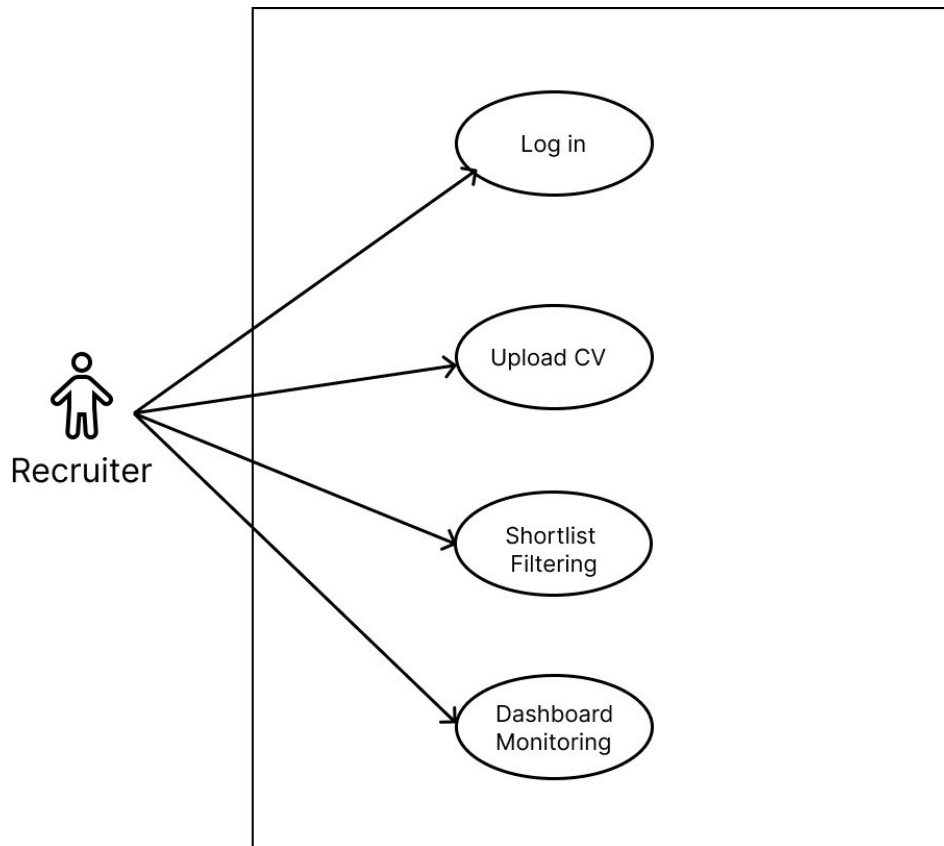 Log in
Upload CV
Recruiter
Shortlist
Filtering
Dashboard
Monitoring